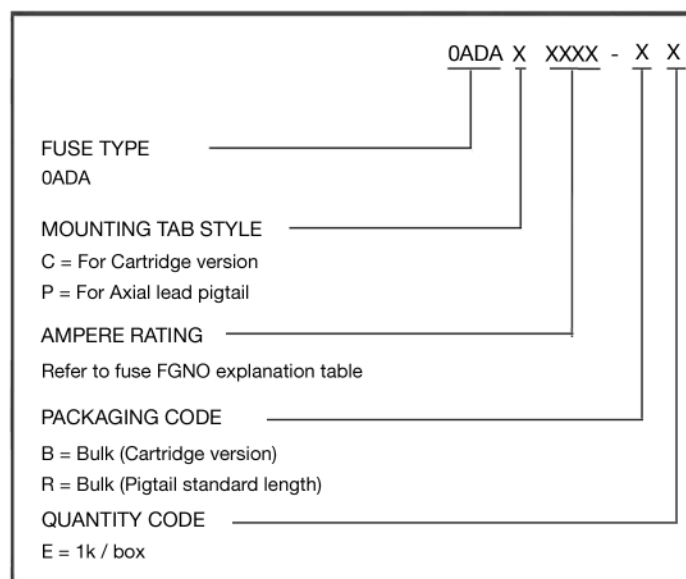 0ADA X XXXX - X X
FUSE TYPE
0ADA
MOUNTING TAB STYLE
C = For Cartridge version
P = For Axial lead pigtail
AMPERE RATING
Refer to fuse FGNO explanation table
PACKAGING CODE
B = Bulk (Cartridge version)
R = Bulk (Pigtail standard length)
QUANTITY CODE
E = 1k / box